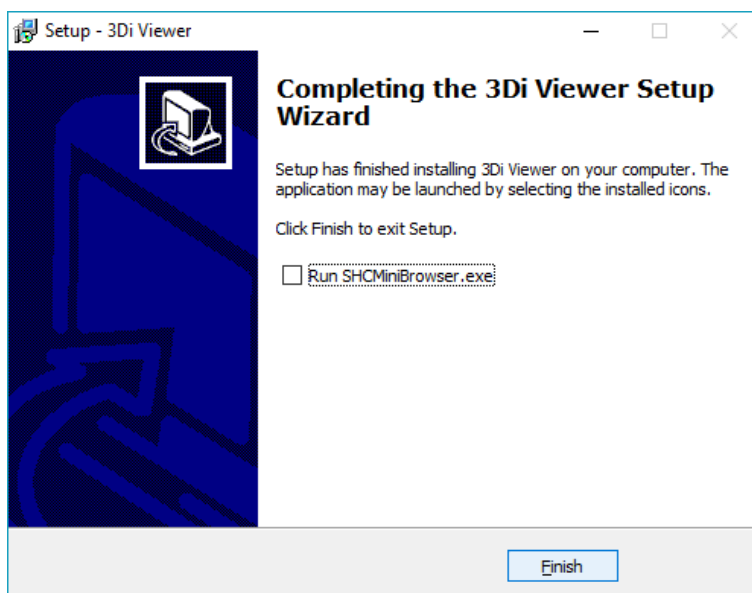 Setup - 3Di Viewer
Completing the 3Di Viewer Setup
Wizard
Setup has finished installing 3Di Viewer on your computer. The
application may be launched by selecting the installed icons.
Click Finish to exit Setup.
Run SHCMiniBrowser.exe
Finish